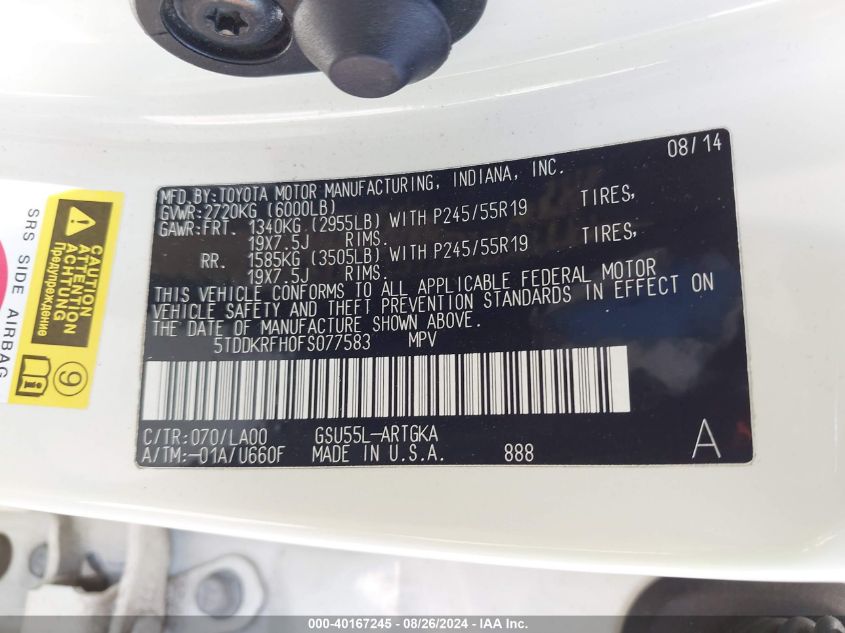 08/14
MFD.BY:TOYOTA MOTOR MANUFACTURING, INDIANA, INC.
GVWR:2720KG (6000LB)
GAWR:FRT. 1340KG (2955LB) WITH P245/55R19 TIRES,
19X7.5J RIMS.
RR. 1585KG (3505LB) WITH P245/55R19 TIRES,
19X7.5J RIMS.
THIS VEHICLE CONFORMS TO ALL APPLICABLE FEDERAL MOTOR
VEHICLE SAFETY AND THEFT PREVENTION STANDARDS IN EFFECT ON
THE DATE OF MANUFACTURE SHOWN ABOVE.
5TDDKRFH0FS077583 MPV
C/TR:070/LA00 GSU55L-ARTGKA
A/TM:-01A/U660F MADE IN U.S.A. 888
A
SRS SIDE AIRBAG
CAUTION
ATTENTION
ACHTUNG
Предупреждение
9
i
000-40167245 - 08/26/2024 - IAA Inc.